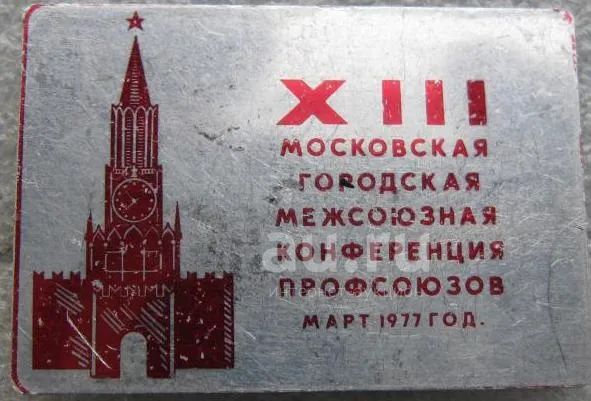 XIII
МОСКОВСКАЯ
ГОРОДСКАЯ
МЕЖСОЮЗНАЯ
КОНФЕРЕНЦИЯ
ПРОФСОЮЗОВ
МАРТ 1977 ГОД.